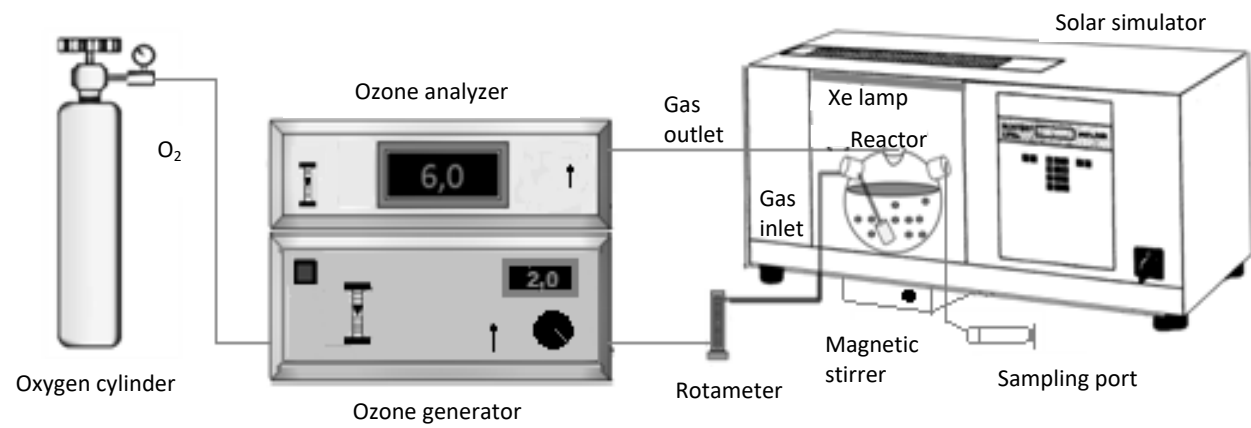 Solar simulator
Ozone analyzer
Gas
outlet
Xe lamp
Reactor
O2
6,0
Gas
inlet
2,0
Magnetic
stirrer
Oxygen cylinder
Rotameter
Sampling port
Ozone generator